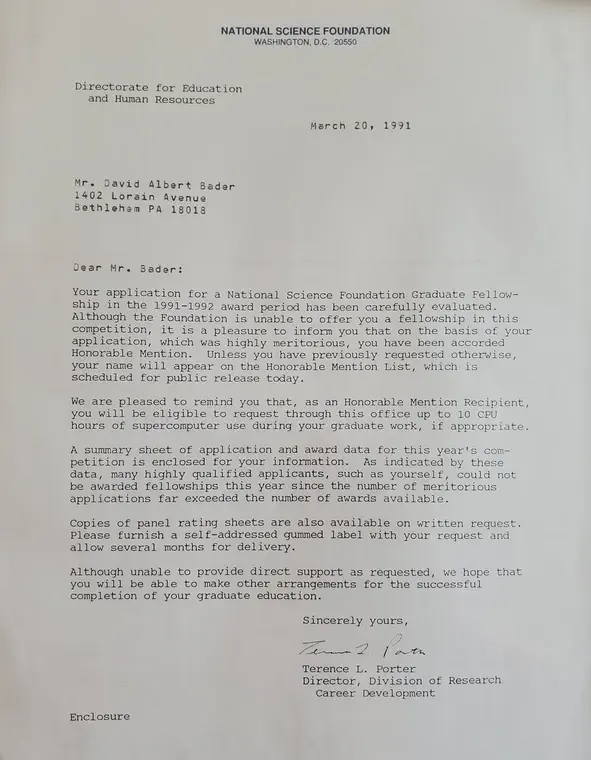 NATIONAL SCIENCE FOUNDATION
WASHINGTON, D.C. 20550
Directorate for Education
and Human Resources
March 20, 1991
Mr. David Albert Bader
1402 Lorain Avenue
Bethlehem PA 18018
Dear Mr. Bader:
Your application for a National Science Foundation Graduate Fellow-
ship in the 1991-1992 award period has been carefully evaluated.
Although the Foundation is unable to offer you a fellowship in this
competition, it is a pleasure to inform you that on the basis of your
application, which was highly meritorious, you have been accorded
Honorable Mention. Unless you have previously requested otherwise,
your name will appear on the Honorable Mention List, which is
scheduled for public release today.
We are pleased to remind you that, as an Honorable Mention Recipient,
you will be eligible to request through this office up to 10 CPU
hours of supercomputer use during your graduate work, if appropriate.
A summary sheet of application and award data for this year's com-
petition is enclosed for your information. As indicated by these
data, many highly qualified applicants, such as yourself, could not
be awarded fellowships this year since the number of meritorious
applications far exceeded the number of awards available.
Copies of panel rating sheets are also available on written request.
Please furnish a self-addressed gummed label with your request and
allow several months for delivery.
Although unable to provide direct support as requested, we hope that
you will be able to make other arrangements for the successful
completion of your graduate education.
Sincerely yours,
Terence L. Porter
Terence L. Porter
Director, Division of Research
Career Development
Enclosure